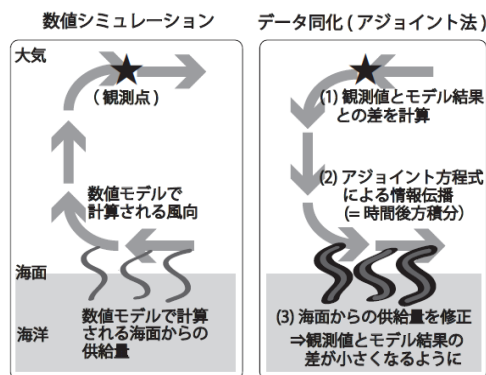 数値シミュレーション
大気
(観測点)
数値モデルで
計算される風向
海面
数値モデルで計算
される海面からの
供給量
海洋
データ同化(アジョイント法)
(1) 観測値とモデル結果
との差を計算
(2) アジョイント方程式
による情報伝播
(=時間後方積分)
(3) 海面からの供給量を修正
⇒観測値とモデル結果の
差が小さくなるように